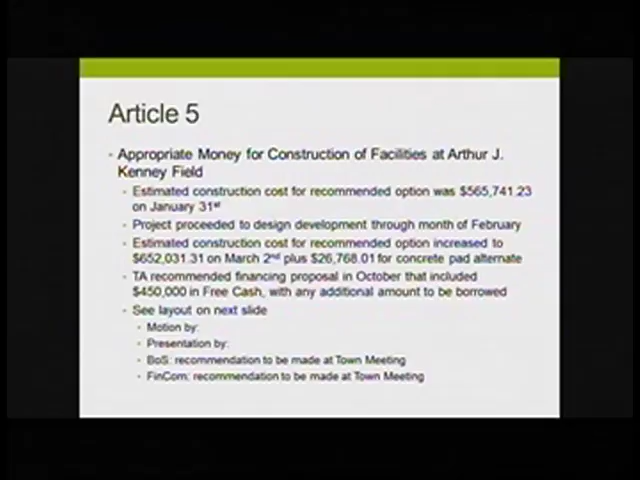 Article 5
Appropriate Money for Construction of Facilities at Arthur J.
Kenney Field
Estimated construction cost for recommended option was $565,741.23
on January 31st
Project proceeded to design development through month of February
Estimated construction cost for recommended option increased to
$652,031.31 on March 2nd plus $26,768.01 for concrete pad alternate
TA recommended financing proposal in October that included
$450,000 in Free Cash, with any additional amount to be borrowed
See layout on next slide
Motion by:
Presentation by:
BoS: recommendation to be made at Town Meeting
FinCom: recommendation to be made at Town Meeting